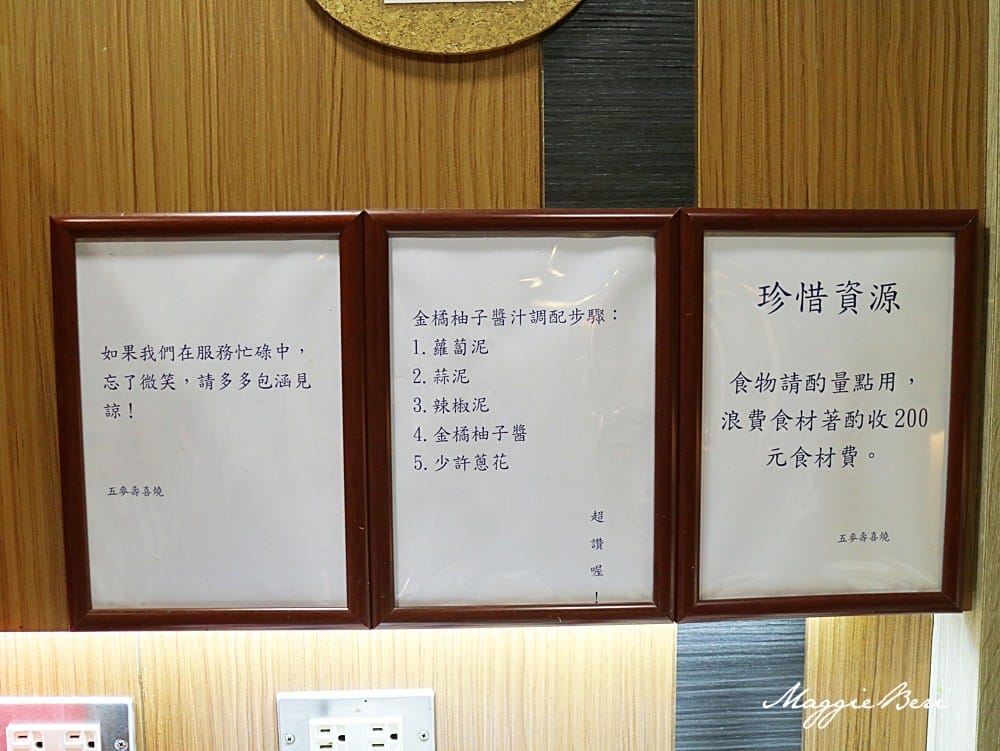 如果我們在服務忙碌中，
忘了微笑，請多多包涵見
諒！
五麥壽喜燒
金橘柚子醬汁調配步驟：
1.蘿蔔泥
2.蒜泥
3.辣椒泥
4.金橘柚子醬
5.少許蔥花
超讚喔！
珍惜資源
食物請酌量點用，
浪費食材著酌收200
元食材費。
五麥壽喜燒
MaggieBeri